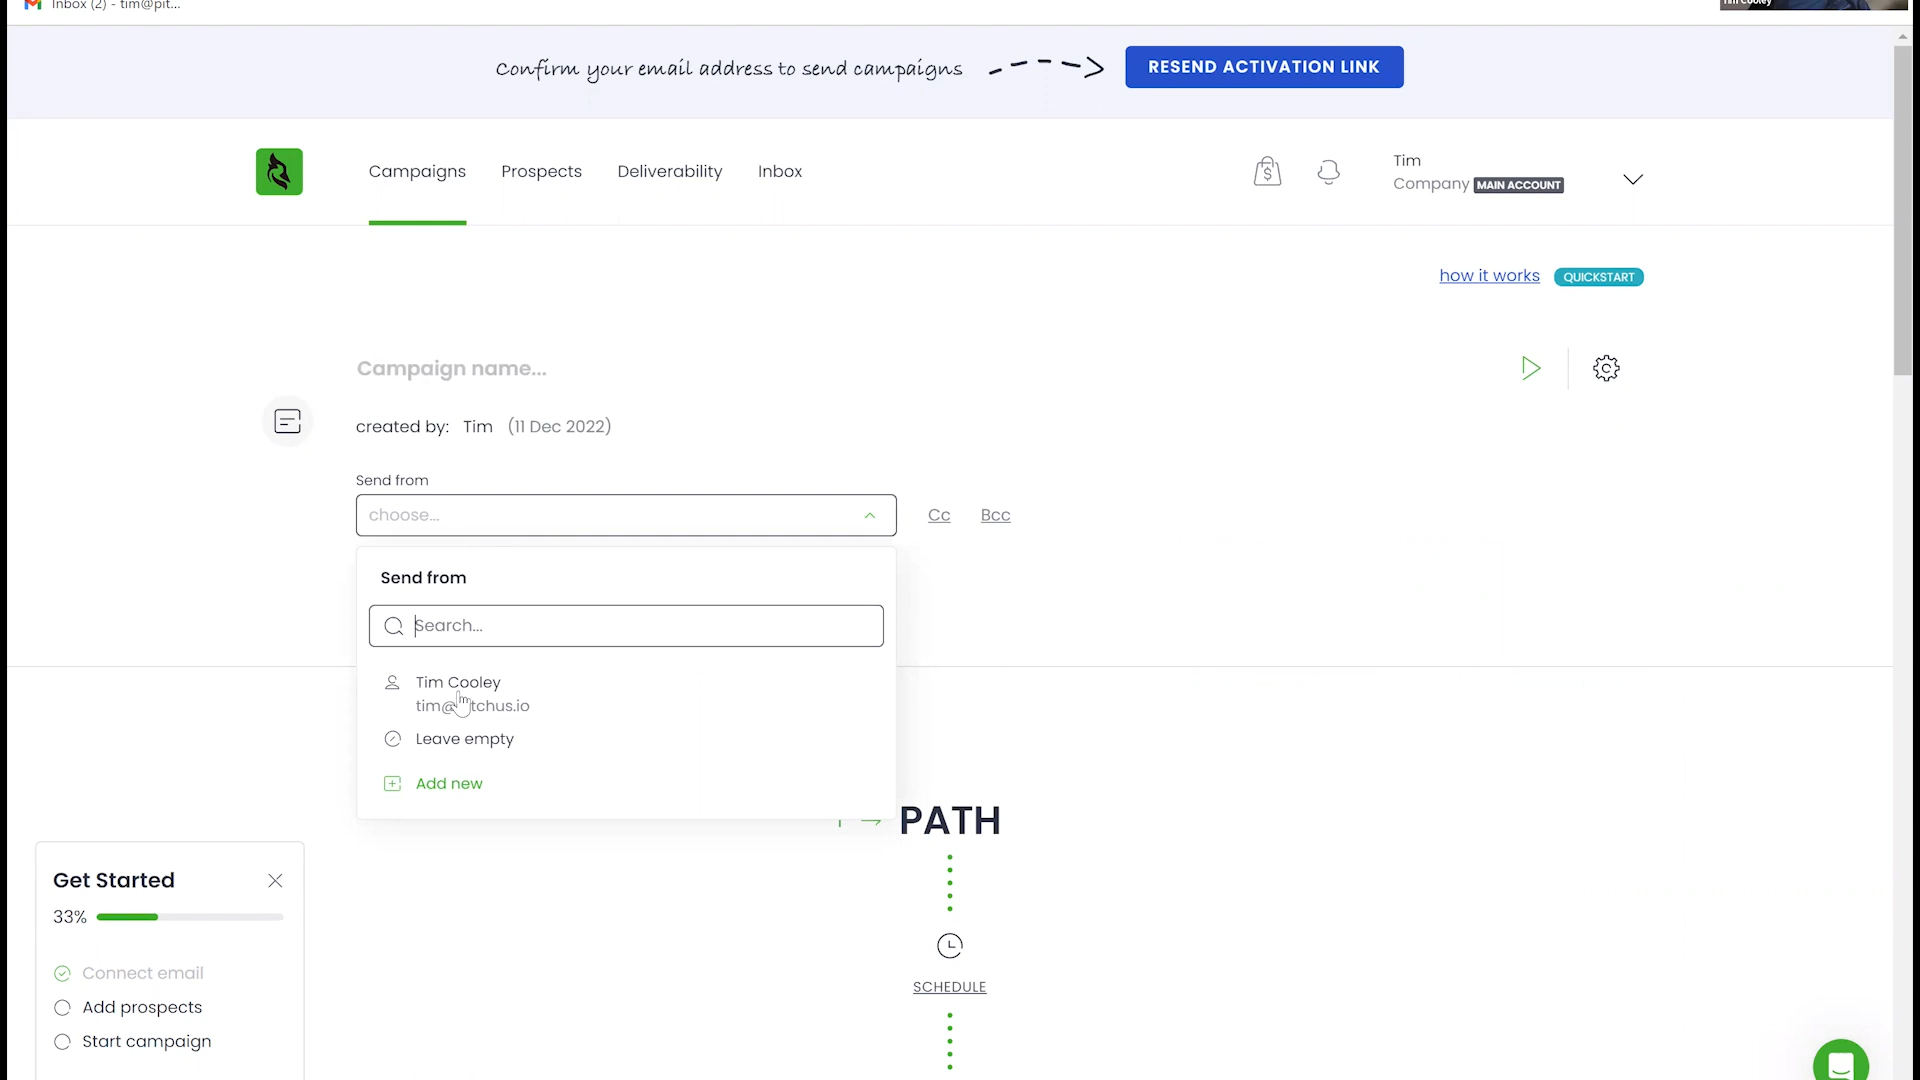 Inbox (2) - tim@pit...
Tim Cooley
Confirm your email address to send campaigns
RESEND ACTIVATION LINK
Campaigns Prospects Deliverability Inbox
Tim
Company MAIN ACCOUNT
how it works QUICKSTART
Campaign name...
created by: Tim (11 Dec 2022)
Send from
choose... Cc Bcc
Send from
Search...
Tim Cooley
tim@ tchus.io
Leave empty
Add new
PATH
Get Started
33%
SCHEDULE
Connect email
Add prospects
Start campaign